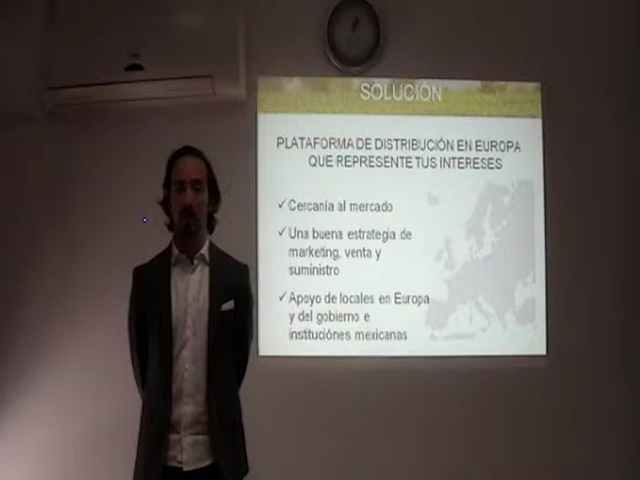 SOLUCIÓN
PLATAFORMA DE DISTRIBUCIÓN EN EUROPA
QUE REPRESENTE TUS INTERESES
✓ Cercanía al mercado
✓ Una buena estrategia de
marketing, venta y
suministro
✓ Apoyo de locales en Europa
y del gobierno e
instituciónes mexicanas